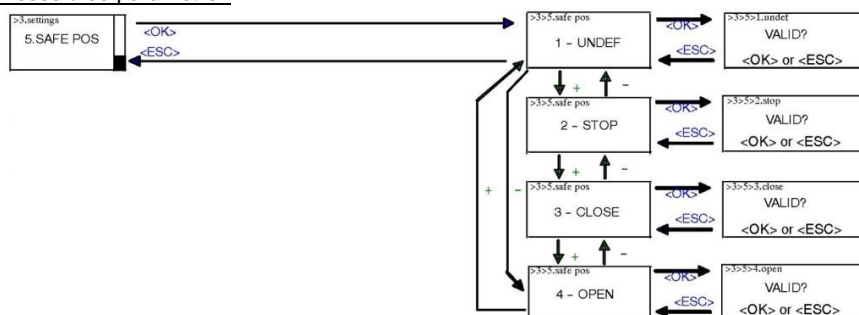 >3.settings
5.SAFE POS
<OK>
<ESC>
>3>5.safe pos
1 - UNDEF
<OK>
<ESC>
>3>5>1.undef
VALID?
<OK> or <ESC>
+ -
>3>5.safe pos
2 - STOP
<OK>
<ESC>
>3>5>2.stop
VALID?
<OK> or <ESC>
+ -
+ -
>3>5.safe pos
3 - CLOSE
<OK>
<ESC>
>3>5>3.close
VALID?
<OK> or <ESC>
+ -
>3>5.safe pos
4 - OPEN
<OK>
<ESC>
>3>5>4.open
VALID?
<OK> or <ESC>